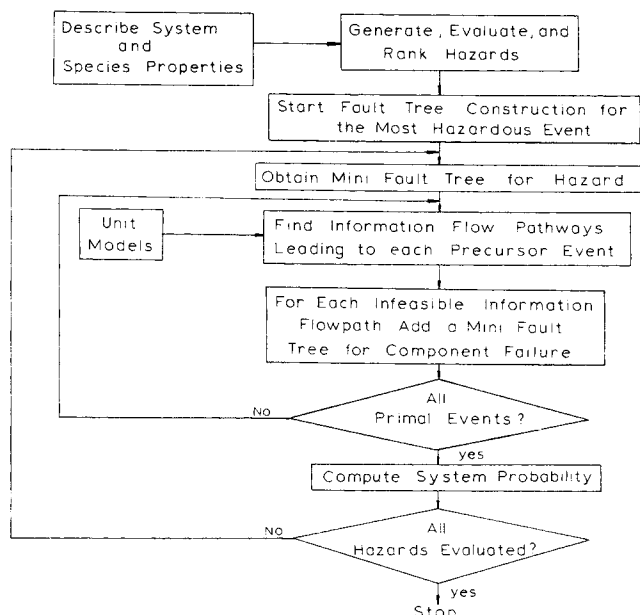 Describe System
and
Species Properties
Generate, Evaluate, and
Rank Hazards
Start Fault Tree Construction for
the Most Hazardous Event
Obtain Mini Fault Tree for Hazard
Unit
Models
Find Information Flow Pathways
Leading to each Precursor Event
For Each Infeasible Information
Flowpath Add a Mini Fault
Tree for Component Failure
All
Primal Events?
No
yes
Compute System Probability
All
Hazards Evaluated?
No
yes
Stop